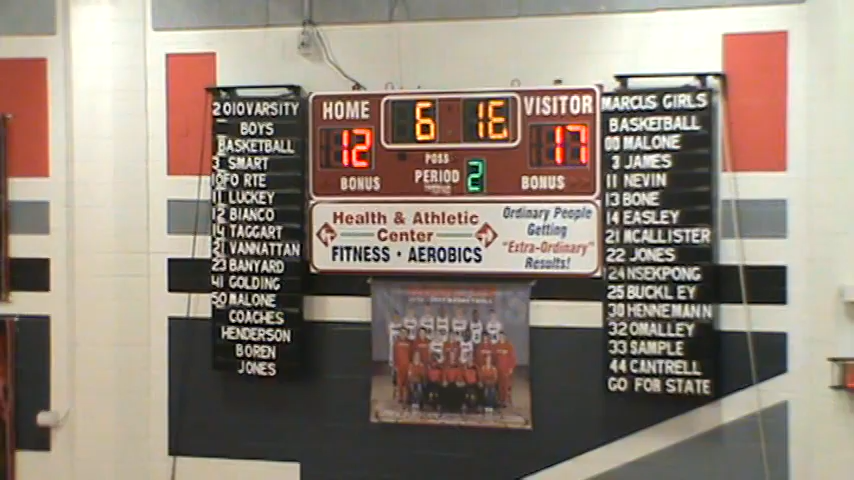 2010 VARSITY
BOYS
BASKETBALL
3 SMART
10 FO RTE
11 LUCKEY
12 BIANCO
14 TAGGART
21 VANNATTAN
23 BANYARD
41 GOLDING
50 MALONE
COACHES
HENDERSON
BOREN
JONES
HOME
6 16
VISITOR
12
17
POSS
BONUS
PERIOD 2
BONUS
Health & Athletic
Center
FITNESS • AEROBICS
Ordinary People
Getting
"Extra-Ordinary"
Results!
MARCUS GIRLS
BASKETBALL
00 MALONE
3 JAMES
11 NEVIN
13 BONE
14 EASLEY
21 MCALLISTER
22 JONES
24 NSEKPONG
25 BUCKL EY
30 HENNEMANN
32 OMALLEY
33 SAMPLE
44 CANTRELL
GO FOR STATE